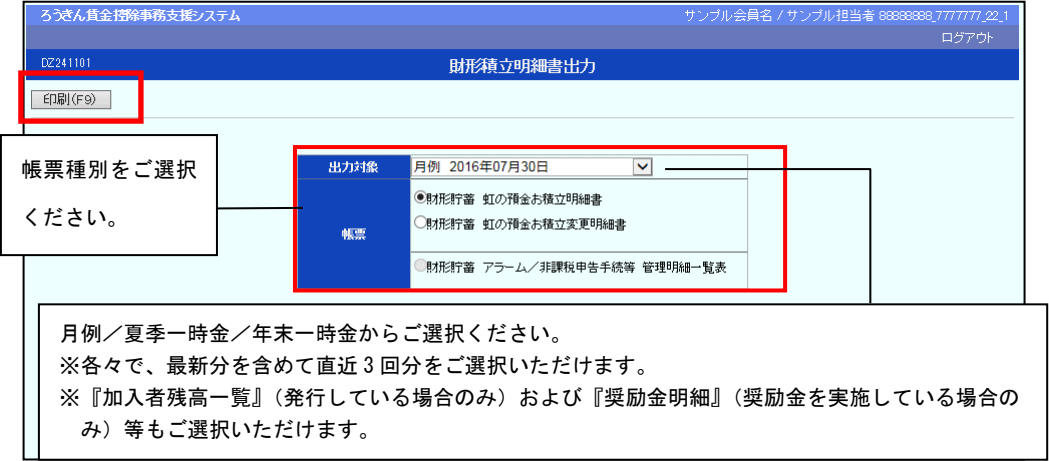 ろうきん賃金控除事務支援システム
サンプル会員名 / サンプル担当者 88888888_7777777_22_1
ログアウト
DZ241101
財形積立明細書出力
印刷(F9)
帳票種別をご選択
ください。
出力対象
月例 2016年07月30日
帳票
財形貯蓄 虹の預金お積立明細書
財形貯蓄 虹の預金お積立変更明細書
財形貯蓄 アラーム／非課税申告手続等 管理明細一覧表
月例／夏季一時金／年末一時金からご選択ください。
※各々で、最新分を含めて直近３回分をご選択いただけます。
※『加入者残高一覧』（発行している場合のみ）および『奨励金明細』（奨励金を実施している場合の
み）等もご選択いただけます。